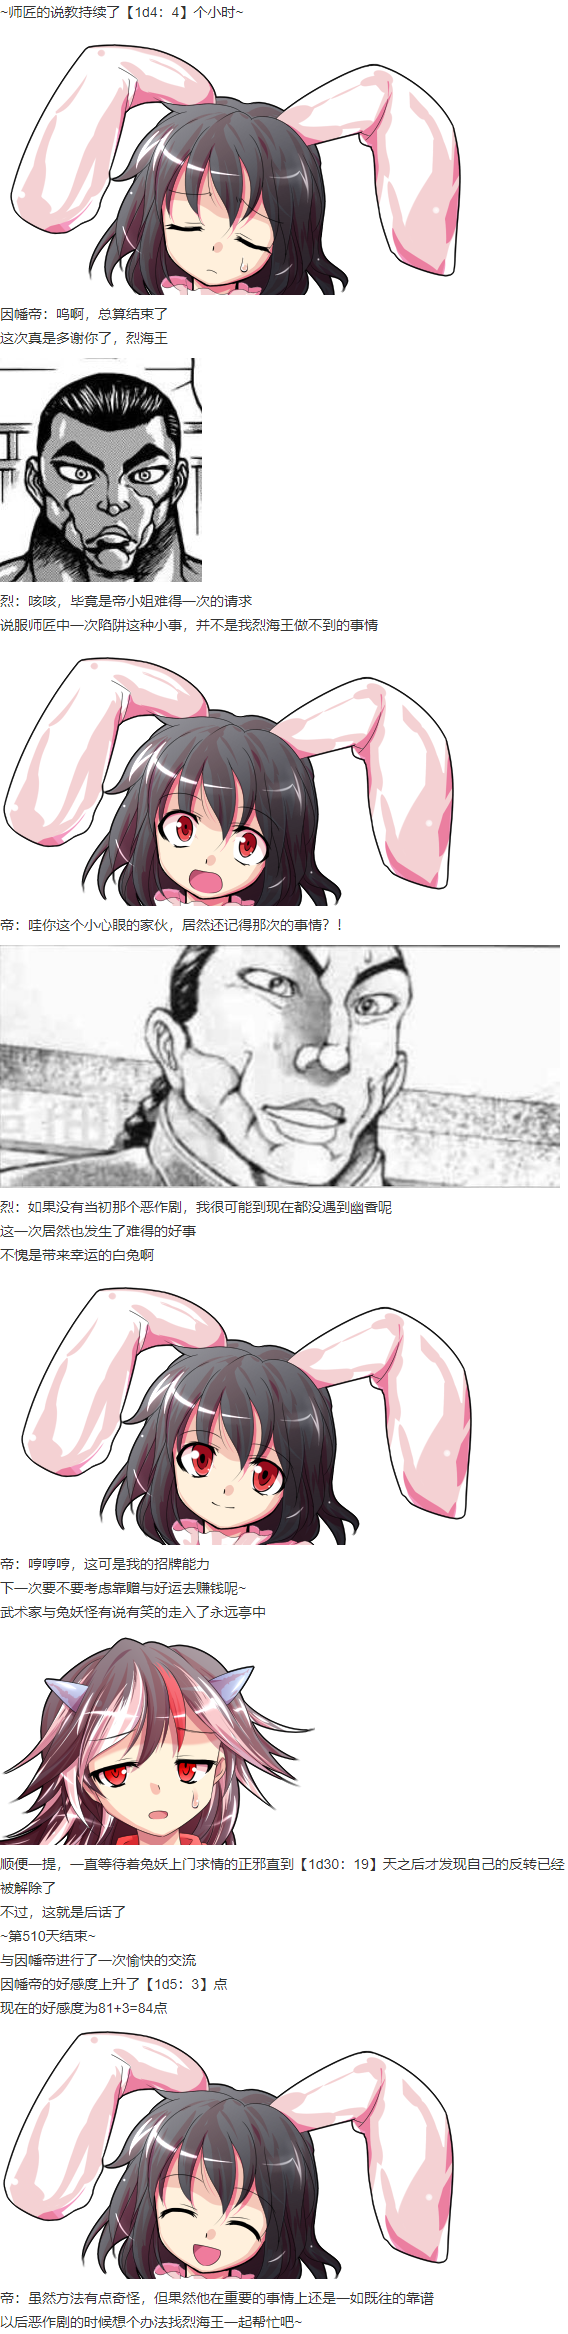 ~师匠的说教持续了【1d4：4】个小时~
因幡帝：呜啊，总算结束了
这次真是多谢你了，烈海王
烈：咳咳，毕竟是帝小姐难得一次的请求
说服师匠中一次陷阱这种小事，并不是我烈海王做不到的事情
帝：哇你这个小心眼的家伙，居然还记得那次的事情？！
烈：如果没有当初那个恶作剧，我很可能到现在都没遇到幽香呢
这一次居然也发生了难得的好事
不愧是带来幸运的白兔啊
帝：哼哼哼，这可是我的招牌能力
下一次要不要考虑靠赠与好运去赚钱呢~
武术家与兔妖怪有说有笑的走入了永远亭中
顺便一提，一直等待着兔妖上门求情的正邪直到【1d30：19】天之后才发现自己的反转已经
被解除了
不过，这就是后话了
~第510天结束~
与因幡帝进行了一次愉快的交流
因幡帝的好感度上升了【1d5：3】点
现在的好感度为81+3=84点
帝：虽然方法有点奇怪，但果然他在重要的事情上还是一如既往的靠谱
以后恶作剧的时候想个办法找烈海王一起帮忙吧~